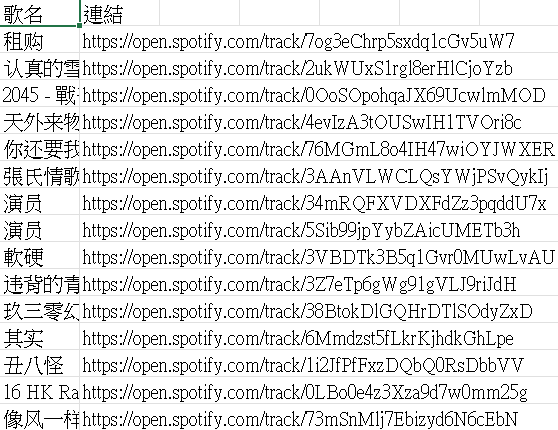 歌名 連結
租购 https://open.spotify.com/track/7og3eChrp5sxdq1cGv5uW7
认真的雪 https://open.spotify.com/track/2ukWUxS1rgl8erHlCjoYzb
2045 - 戰 https://open.spotify.com/track/0OoSOpohqaJX69UcwlmMOD
天外来物 https://open.spotify.com/track/4evIzA3tOUSwIH1TVOri8c
你还要我 https://open.spotify.com/track/76MGmL8o4IH47wiOYJWXER
張氏情歌 https://open.spotify.com/track/3AAnVLWCLQsYWjPSvQykIj
演员 https://open.spotify.com/track/34mRQFXVDXFdZz3pqddU7x
演员 https://open.spotify.com/track/5Sib99jpYybZAicUMETb3h
軟硬 https://open.spotify.com/track/3VBDTk3B5q1Gvr0MUwLvAU
违背的青 https://open.spotify.com/track/3Z7eTp6gWg91gVLJ9riJdH
玖三零幻 https://open.spotify.com/track/38BtokDlGQHrDTlSOdyZxD
其实 https://open.spotify.com/track/6Mmdzst5fLkrKjhdkGhLpe
丑八怪 https://open.spotify.com/track/1i2JfPfFxzDQbQ0RsDbbVV
16 HK Ra https://open.spotify.com/track/0LBo0e4z3Xza9d7w0mm25g
像风一样 https://open.spotify.com/track/73mSnMlj7Ebizyd6N6cEbN